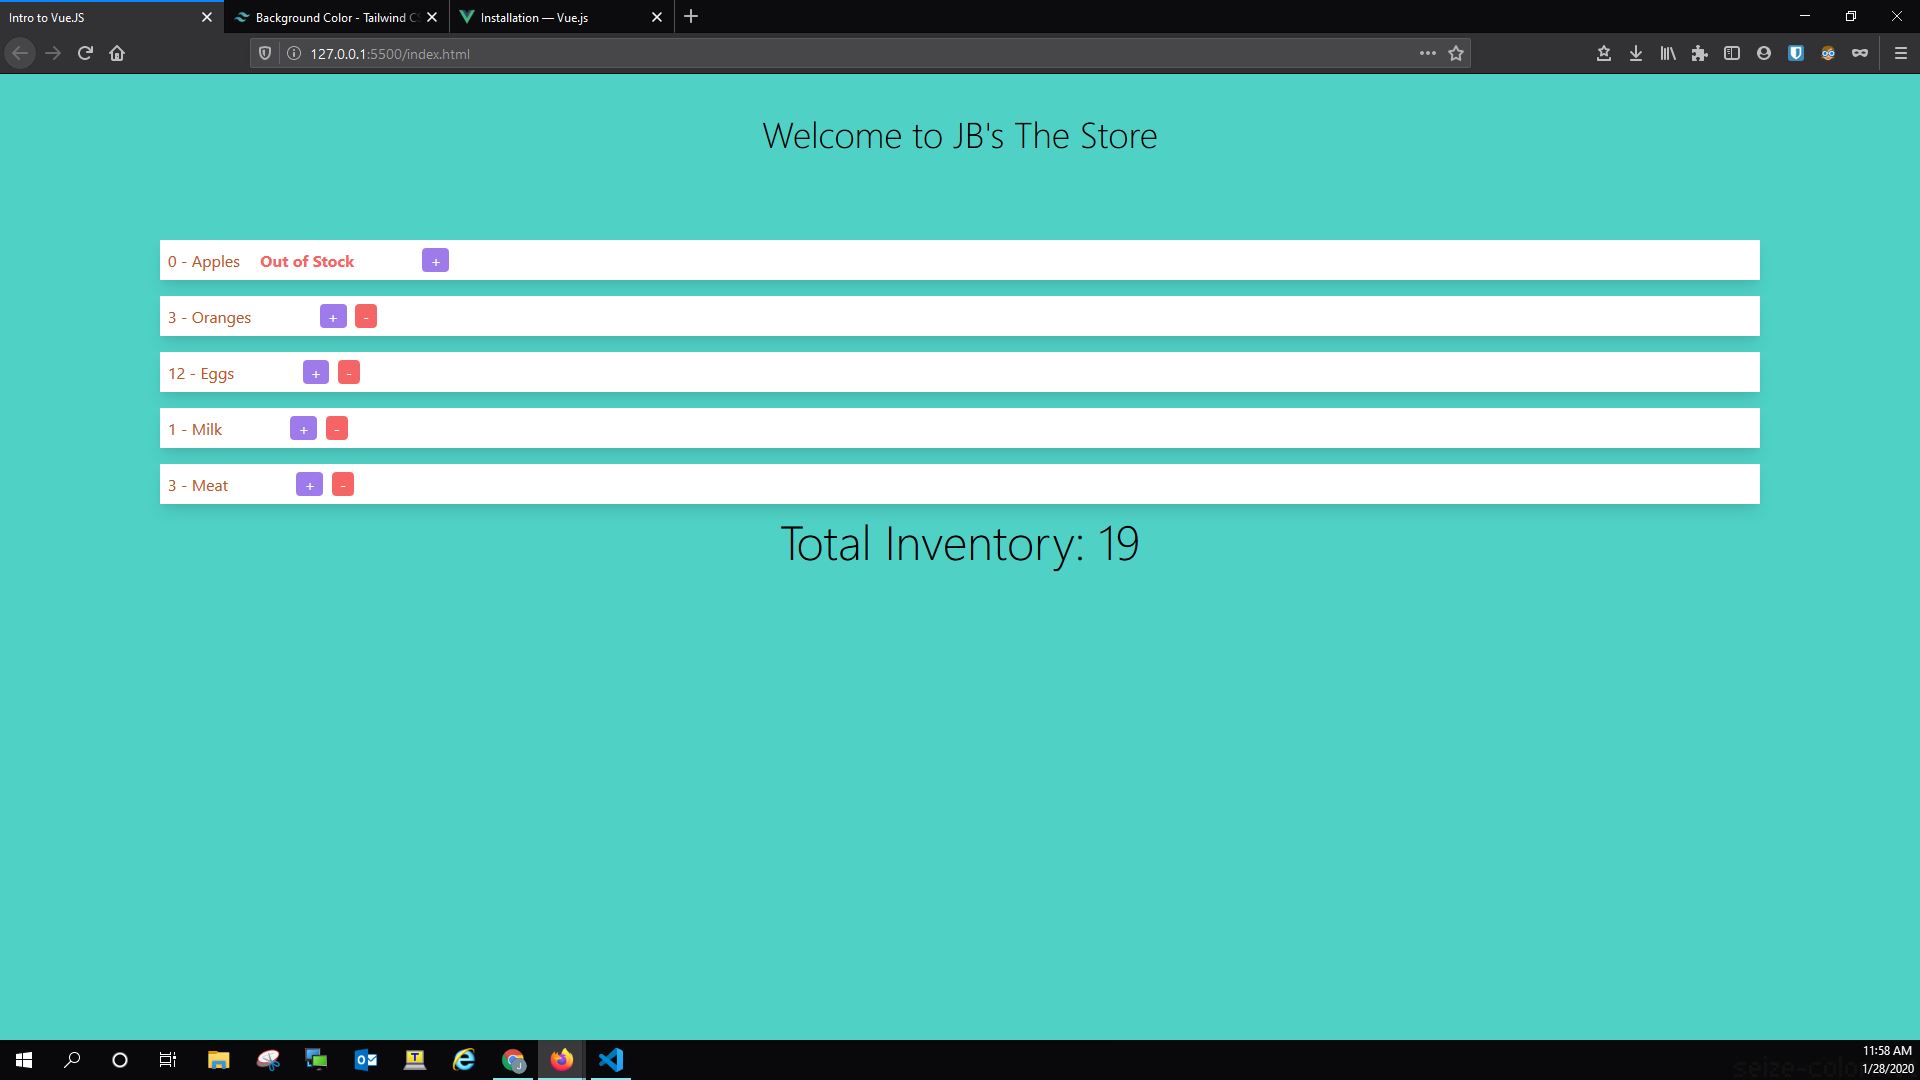 Intro to Vue.JS
Background Color - Tailwind CS
Installation — Vue.js
127.0.0.1:5500/index.html
Welcome to JB's The Store
0 - Apples Out of Stock +
3 - Oranges + -
12 - Eggs + -
1 - Milk + -
3 - Meat + -
Total Inventory: 19
11:58 AM
1/28/2020